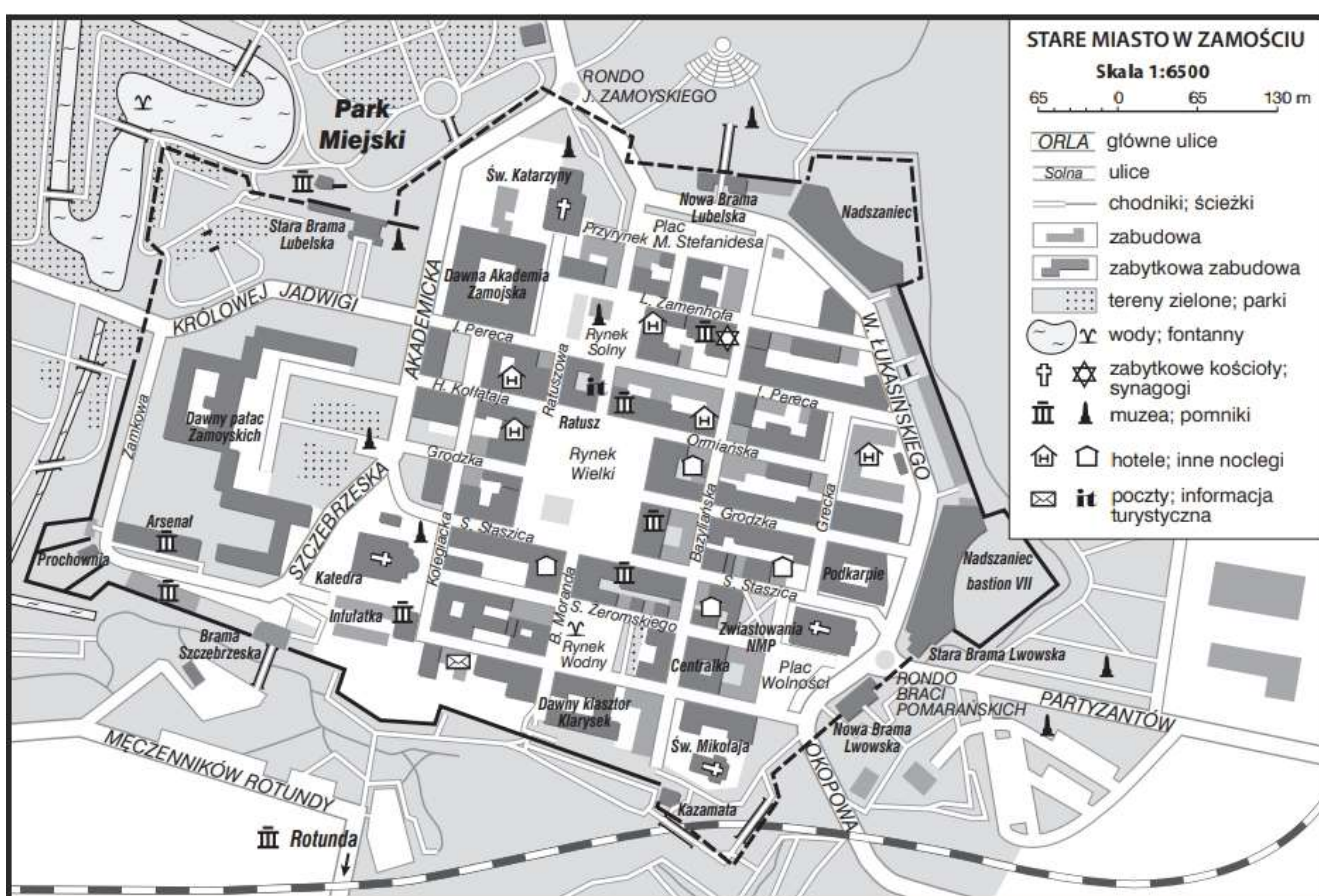 STARE MIASTO W ZAMOŚCIU
Skala 1:6500
65 0 65 130 m
ORLA główne ulice
Solna ulice
chodniki; ścieżki
zabudowa
zabytkowa zabudowa
tereny zielone; parki
wody; fontanny
zabytkowe kościoły;
synagogi
muzea; pomniki
H hotele; inne noclegi
it poczty; informacja
turystyczna
RONDO
J. ZAMOYSKIEGO
Park
Miejski
Św. Katarzyny
Nowa Brama
Lubelska
Nadszaniec
Stara Brama
Lubelska
Przyrynek
Plac
M. Stefanidesa
Dawna Akademia
Zamojska
AKADEMICKA
KRÓLOWEJ JADWIGI
L. Zamenhofa
H
Rynek
Solny
W. ŁUKASIŃSKIEGO
I. Pereca
Ratuszowa
H. Kołłątaja
H
it
I. Pereca
Zamkowa
Dawny pałac
Zamoyskich
Ratusz
H
H
Ormiańska
H
Grodzka
Rynek
Wielki
Bazyliańska
Grecka
SZCZEBRZESKA
Arsenał
S. Staszica
Grodzka
Prochownia
Katedra
Kolegiacka
Podkarpie
Nadszaniec
bastion VII
S. Staszica
B. Moranda
S. Żeromskiego
Infułatka
Brama
Szczebrzeska
Rynek
Wodny
Zwiastowania
NMP
Centralka
Plac
Wolności
Stara Brama Lwowska
RONDO
BRACI
POMARAŃSKICH
PARTYZANTÓW
Dawny klasztor
Klarysek
Nowa Brama
Lwowska
Św. Mikołaja
MĘCZENNIKÓW ROTUNDY
OKOPOWA
Kazamata
Rotunda